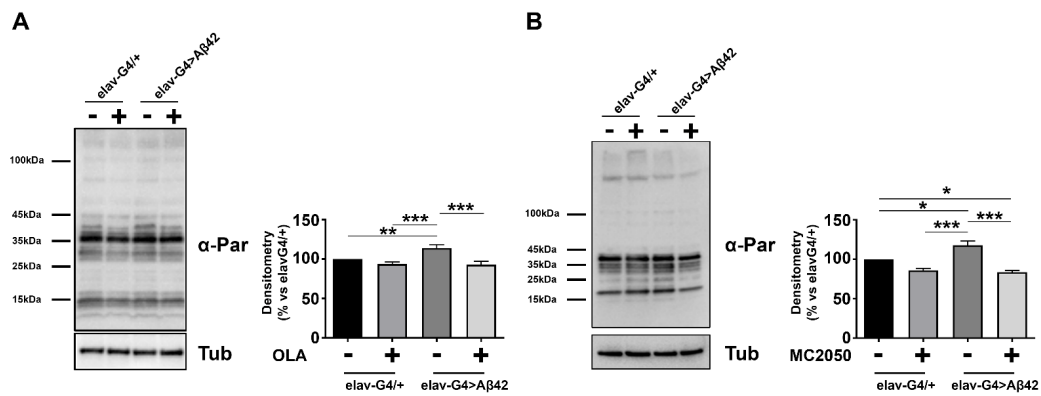 A
elav-G4/+
elav-G4>Aβ42
- + - +
100kDa
45kDa
35kDa
25kDa
15kDa
α-Par
Tub
Densitometry
(% vs elavG4/+)
150
100
50
0
***
***
**
OLA - + - +
elav-G4/+ elav-G4>Aβ42
B
elav-G4/+
elav-G4>Aβ42
- + - +
100kDa
45kDa
35kDa
25kDa
15kDa
α-Par
Tub
Densitometry
(% vs elavG4/+)
150
100
50
0
*
*
***
***
MC2050 - + - +
elav-G4/+ elav-G4>Aβ42